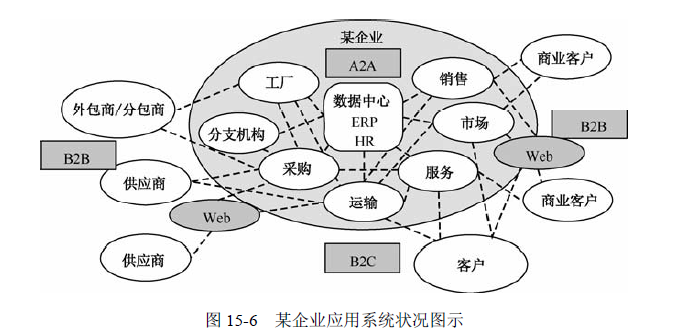 某企业
A2A
工厂
销售
商业客户
外包商/分包商
数据中心
ERP
HR
分支机构
市场
B2B
B2B
采购
服务
Web
供应商
运输
商业客户
Web
供应商
B2C
客户
图 15-6 某企业应用系统状况图示